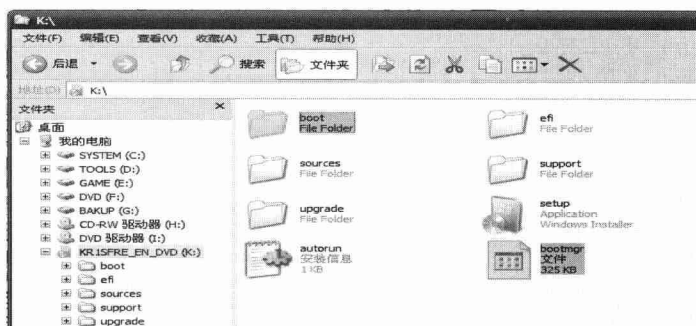 K:\
文件(F) 编辑(E) 查看(V) 收藏(A) 工具(T) 帮助(H)
后退 搜索 文件夹
地址(D) K:\
文件夹
桌面
我的电脑
SYSTEM (C:)
TOOLS (D:)
GAME (E:)
DVD (F:)
BAKUP (G:)
CD-RW 驱动器 (H:)
DVD 驱动器 (I:)
KR1SFRE_EN_DVD (K:)
boot
efi
sources
support
upgrade
boot
File Folder
efi
File Folder
sources
File Folder
support
File Folder
upgrade
File Folder
setup
Application
Windows Installer
autorun
安装信息
1 KB
bootmgr
文件
325 KB